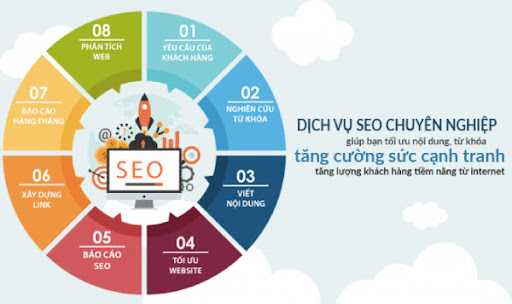 08
PHÂN TÍCH
WEB
01
YÊU CẦU CỦA
KHÁCH HÀNG
02
NGHIÊN CỨU
TỪ KHÓA
03
VIẾT
NỘI DUNG
04
TỐI ƯU
WEBSITE
05
BÁO CÁO
SEO
06
XÂY DỰNG
LINK
07
BÁO CÁO
HÀNG THÁNG
SEO
DỊCH VỤ SEO CHUYÊN NGHIỆP
giúp bạn tối ưu nội dung, từ khóa
tăng cường sức cạnh tranh
tăng lượng khách hàng tiềm năng từ internet